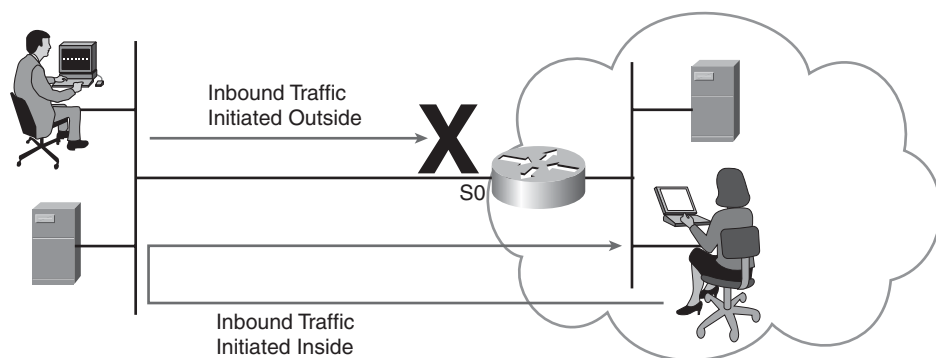 Inbound Traffic
Initiated Outside
X
S0
Inbound Traffic
Initiated Inside